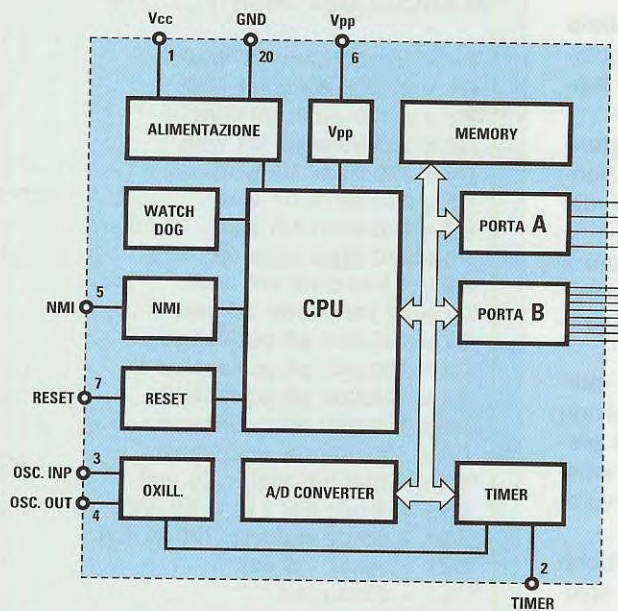 Vcc
GND
Vpp
1
20
6
ALIMENTAZIONE
Vpp
MEMORY
WATCH
DOG
PORTA A
5
NMI
NMI
CPU
PORTA B
7
RESET
RESET
3
OSC. INP
OSC. OUT
4
OXILL.
A/D CONVERTER
TIMER
2
TIMER